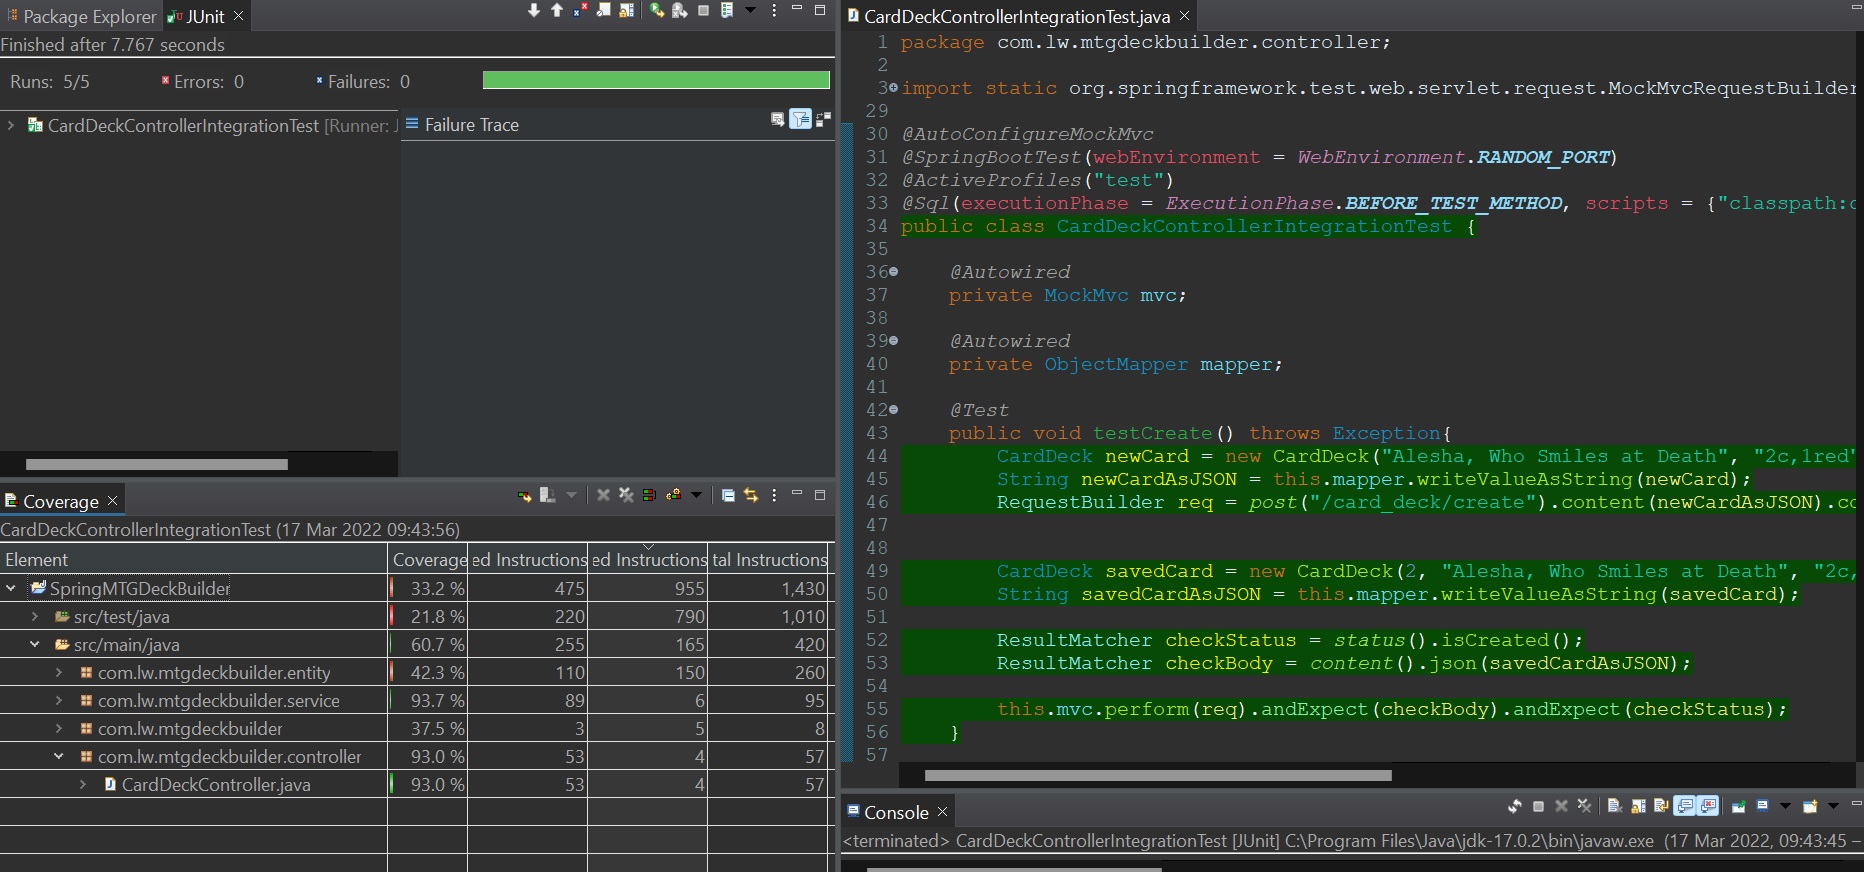 Package Explorer JUnit
Finished after 7.767 seconds
Runs: 5/5 Errors: 0 Failures: 0
CardDeckControllerIntegrationTest [Runner: J
Failure Trace
Coverage
CardDeckControllerIntegrationTest (17 Mar 2022 09:43:56)
Element Coverage ed Instructions ed Instructions tal Instructions
SpringMTGDeckBuilder 33.2 % 475 955 1,430
src/test/java 21.8 % 220 790 1,010
src/main/java 60.7 % 255 165 420
com.lw.mtgdeckbuilder.entity 42.3 % 110 150 260
com.lw.mtgdeckbuilder.service 93.7 % 89 6 95
com.lw.mtgdeckbuilder 37.5 % 3 5 8
com.lw.mtgdeckbuilder.controller 93.0 % 53 4 57
CardDeckController.java 93.0 % 53 4 57
CardDeckControllerIntegrationTest.java
1 package com.lw.mtgdeckbuilder.controller;
2
3 import static org.springframework.test.web.servlet.request.MockMvcRequestBuilder
29
30 @AutoConfigureMockMvc
31 @SpringBootTest(webEnvironment = WebEnvironment.RANDOM_PORT)
32 @ActiveProfiles("test")
33 @Sql(executionPhase = ExecutionPhase.BEFORE_TEST_METHOD, scripts = {"classpath:c
34 public class CardDeckControllerIntegrationTest {
35
36 @Autowired
37 private MockMvc mvc;
38
39 @Autowired
40 private ObjectMapper mapper;
41
42 @Test
43 public void testCreate() throws Exception{
44 CardDeck newCard = new CardDeck("Alesha, Who Smiles at Death", "2c,1red"
45 String newCardAsJSON = this.mapper.writeValueAsString(newCard);
46 RequestBuilder req = post("/card_deck/create").content(newCardAsJSON).co
47
48
49 CardDeck savedCard = new CardDeck(2, "Alesha, Who Smiles at Death", "2c,
50 String savedCardAsJSON = this.mapper.writeValueAsString(savedCard);
51
52 ResultMatcher checkStatus = status().isCreated();
53 ResultMatcher checkBody = content().json(savedCardAsJSON);
54
55 this.mvc.perform(req).andExpect(checkBody).andExpect(checkStatus);
56 }
57
Console
<terminated> CardDeckControllerIntegrationTest [JUnit] C:\Program Files\Java\jdk-17.0.2\bin\javaw.exe (17 Mar 2022, 09:43:45 –